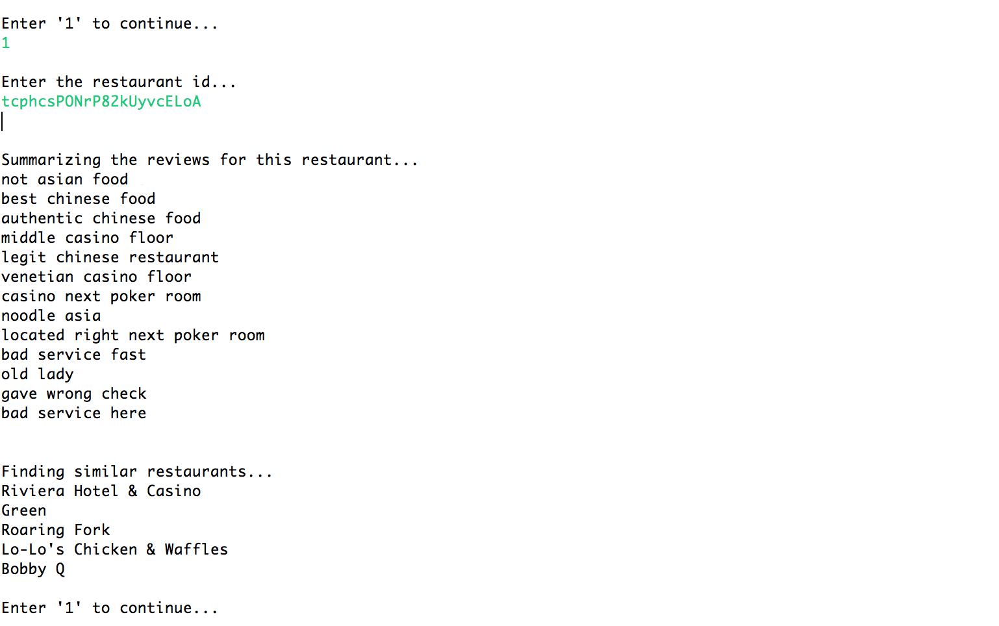 Enter '1' to continue...
1
Enter the restaurant id...
tcphcsPONrP82kUyvcELoA
Summarizing the reviews for this restaurant...
not asian food
best chinese food
authentic chinese food
middle casino floor
legit chinese restaurant
venetian casino floor
casino next poker room
noodle asia
located right next poker room
bad service fast
old lady
gave wrong check
bad service here
Finding similar restaurants...
Riviera Hotel & Casino
Green
Roaring Fork
Lo-Lo's Chicken & Waffles
Bobby Q
Enter '1' to continue...